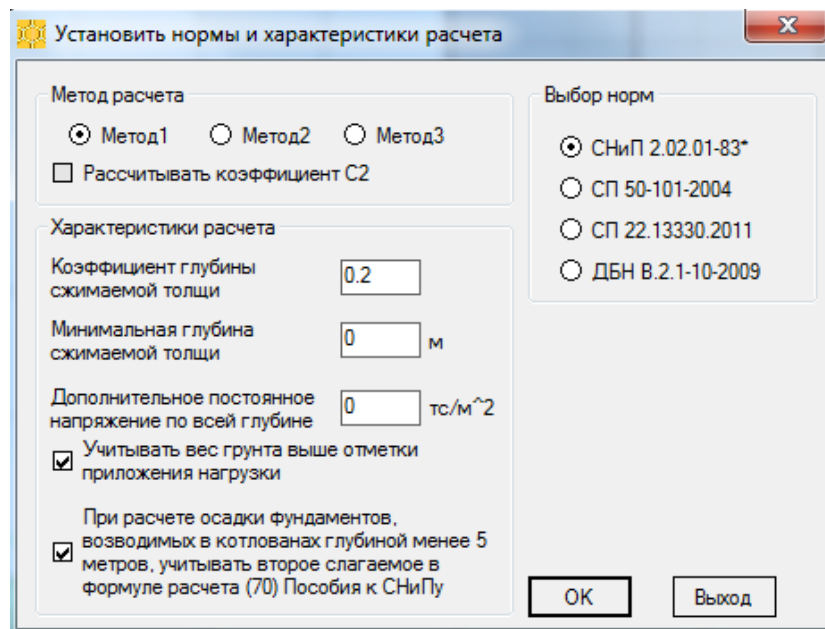 Установить нормы и характеристики расчета
Метод расчета
Метод1 Метод2 Метод3
Рассчитывать коэффициент С2
Характеристики расчета
Коэффициент глубины
сжимаемой толщи
0.2
Минимальная глубина
сжимаемой толщи
0 м
Дополнительное постоянное
напряжение по всей глубине
0 тс/м^2
Учитывать вес грунта выше отметки
приложения нагрузки
При расчете осадки фундаментов,
возводимых в котлованах глубиной менее 5
метров, учитывать второе слагаемое в
формуле расчета (70) Пособия к СНиПу
Выбор норм
СНиП 2.02.01-83*
СП 50-101-2004
СП 22.13330.2011
ДБН В.2.1-10-2009
OK Выход